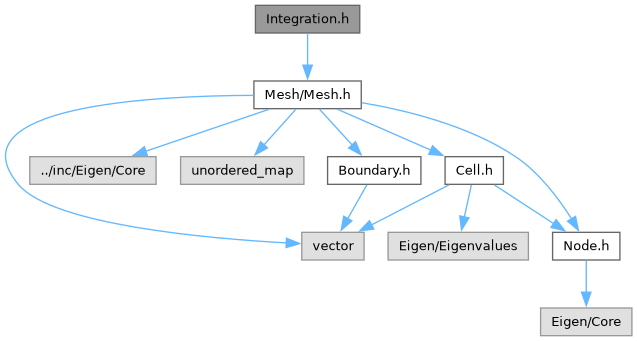 Integration.h
Mesh/Mesh.h
../inc/Eigen/Core
unordered_map
Boundary.h
Cell.h
vector
Eigen/Eigenvalues
Node.h
Eigen/Core